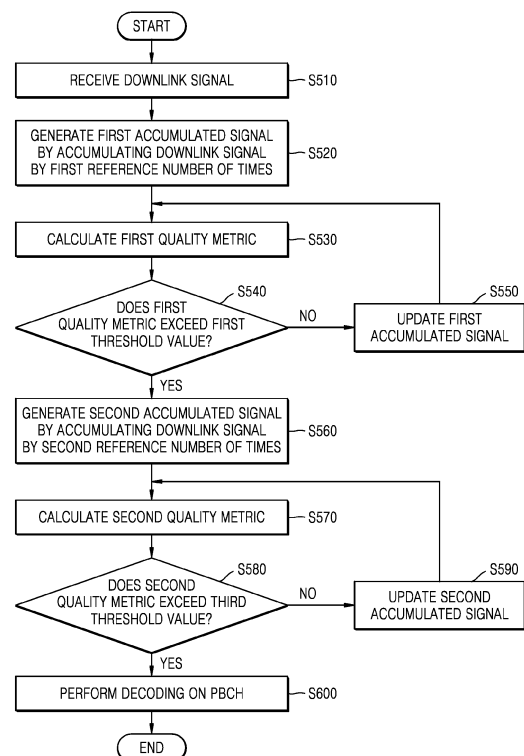 START
RECEIVE DOWNLINK SIGNAL
S510
GENERATE FIRST ACCUMULATED SIGNAL
BY ACCUMULATING DOWNLINK SIGNAL
BY FIRST REFERENCE NUMBER OF TIMES
S520
CALCULATE FIRST QUALITY METRIC
S530
S540
DOES FIRST
QUALITY METRIC EXCEED FIRST
THRESHOLD VALUE?
NO
S550
UPDATE FIRST
ACCUMULATED SIGNAL
YES
GENERATE SECOND ACCUMULATED SIGNAL
BY ACCUMULATING DOWNLINK SIGNAL
BY SECOND REFERENCE NUMBER OF TIMES
S560
CALCULATE SECOND QUALITY METRIC
S570
S580
DOES SECOND
QUALITY METRIC EXCEED THIRD
THRESHOLD VALUE?
NO
S590
UPDATE SECOND
ACCUMULATED SIGNAL
YES
PERFORM DECODING ON PBCH
S600
END